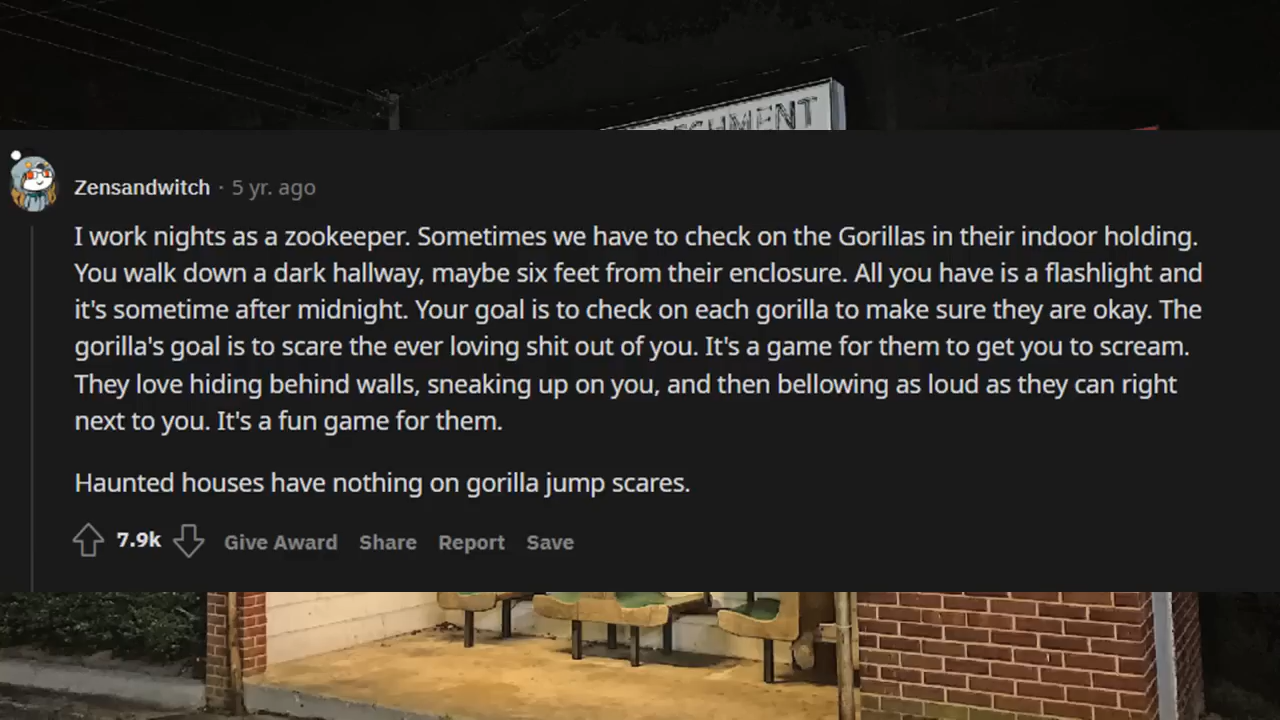 Zensandwitch · 5 yr. ago
I work nights as a zookeeper. Sometimes we have to check on the Gorillas in their indoor holding.
You walk down a dark hallway, maybe six feet from their enclosure. All you have is a flashlight and
it's sometime after midnight. Your goal is to check on each gorilla to make sure they are okay. The
gorilla's goal is to scare the ever loving shit out of you. It's a game for them to get you to scream.
They love hiding behind walls, sneaking up on you, and then bellowing as loud as they can right
next to you. It's a fun game for them.
Haunted houses have nothing on gorilla jump scares.
7.9k Give Award Share Report Save